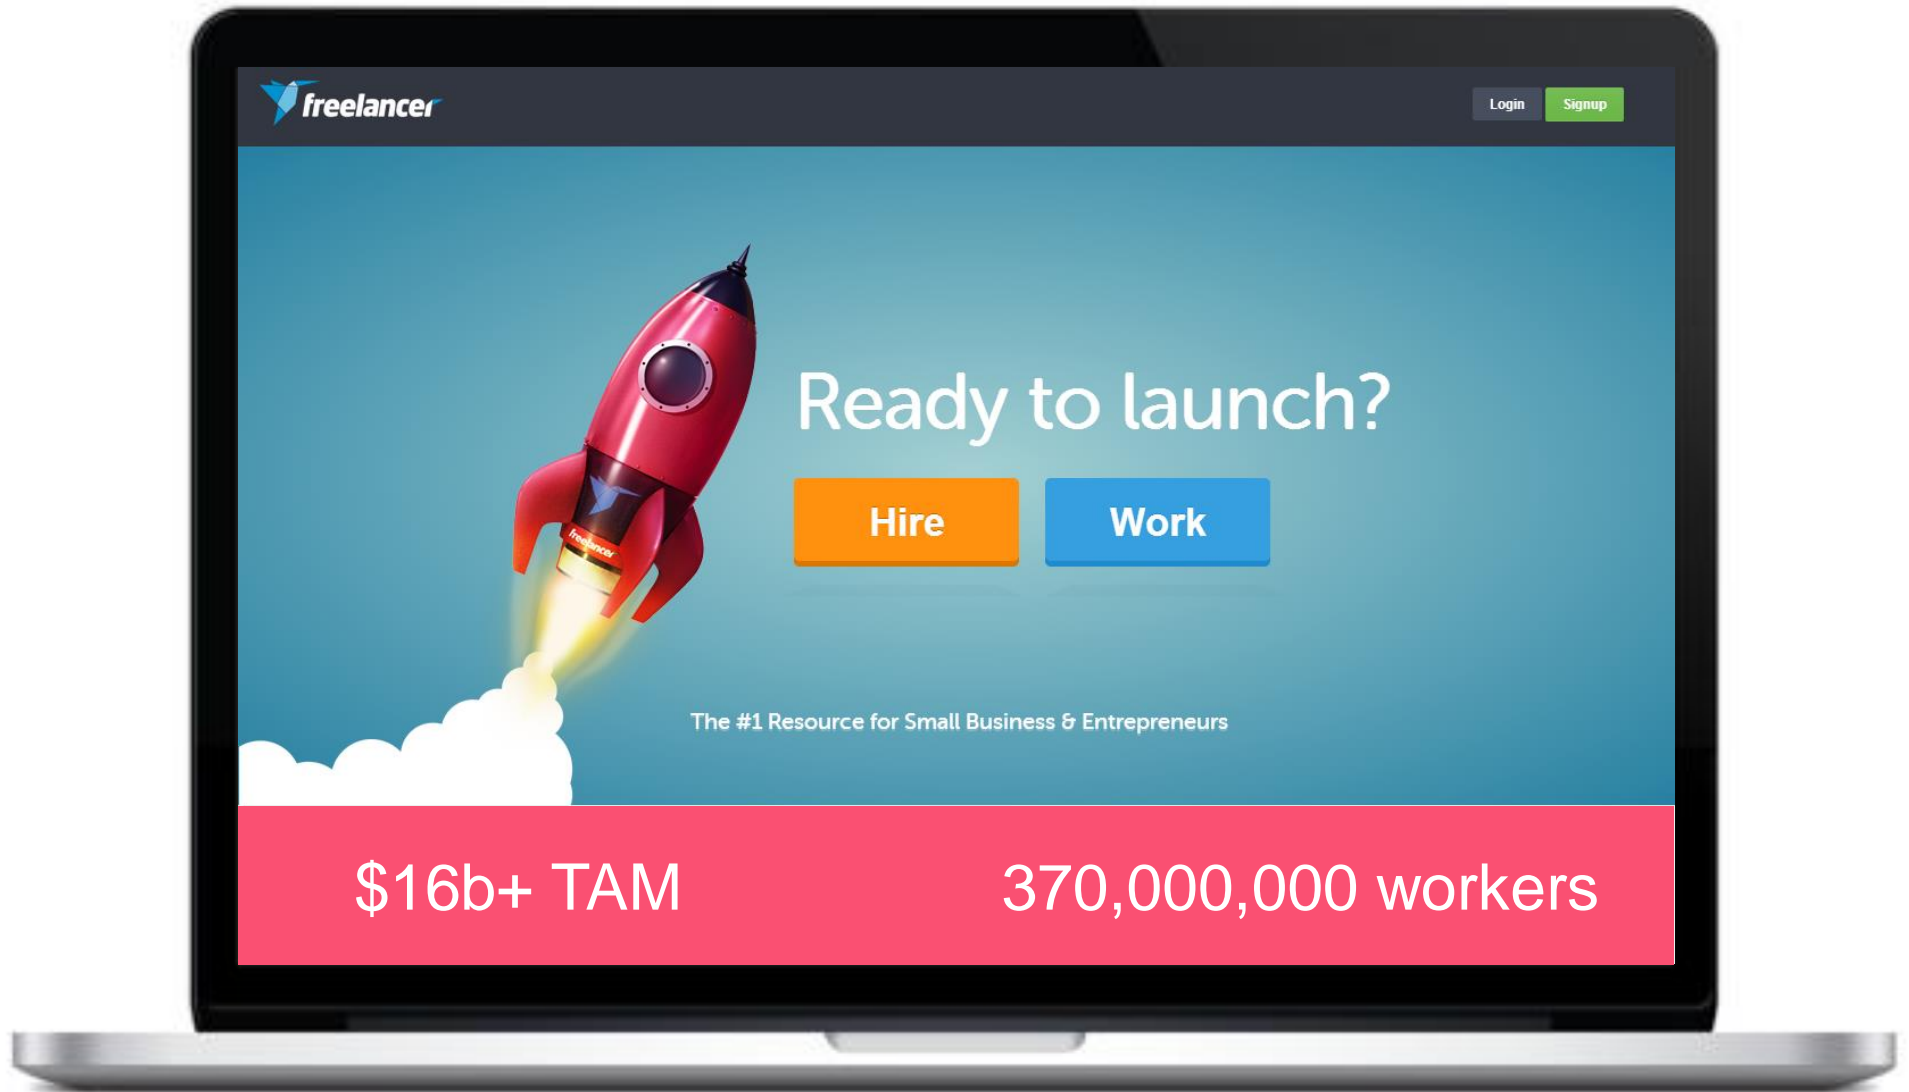 freelancer
Login
Signup
Ready to launch?
Hire
Work
freelancer
The #1 Resource for Small Business & Entrepreneurs
$16b+ TAM
370,000,000 workers